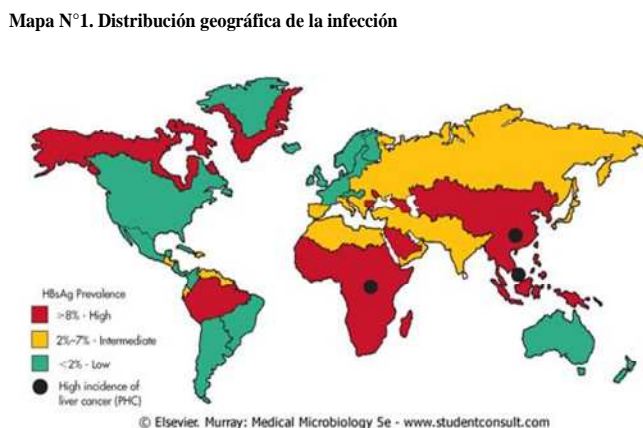 Mapa N°1. Distribución geográfica de la infección
HBsAg Prevalence
>8% - High
2%-7% - Intermediate
<2% - Low
High incidence of
liver cancer (PHC)
© Elsevier. Murray: Medical Microbiology 5e - www.studentconsult.com